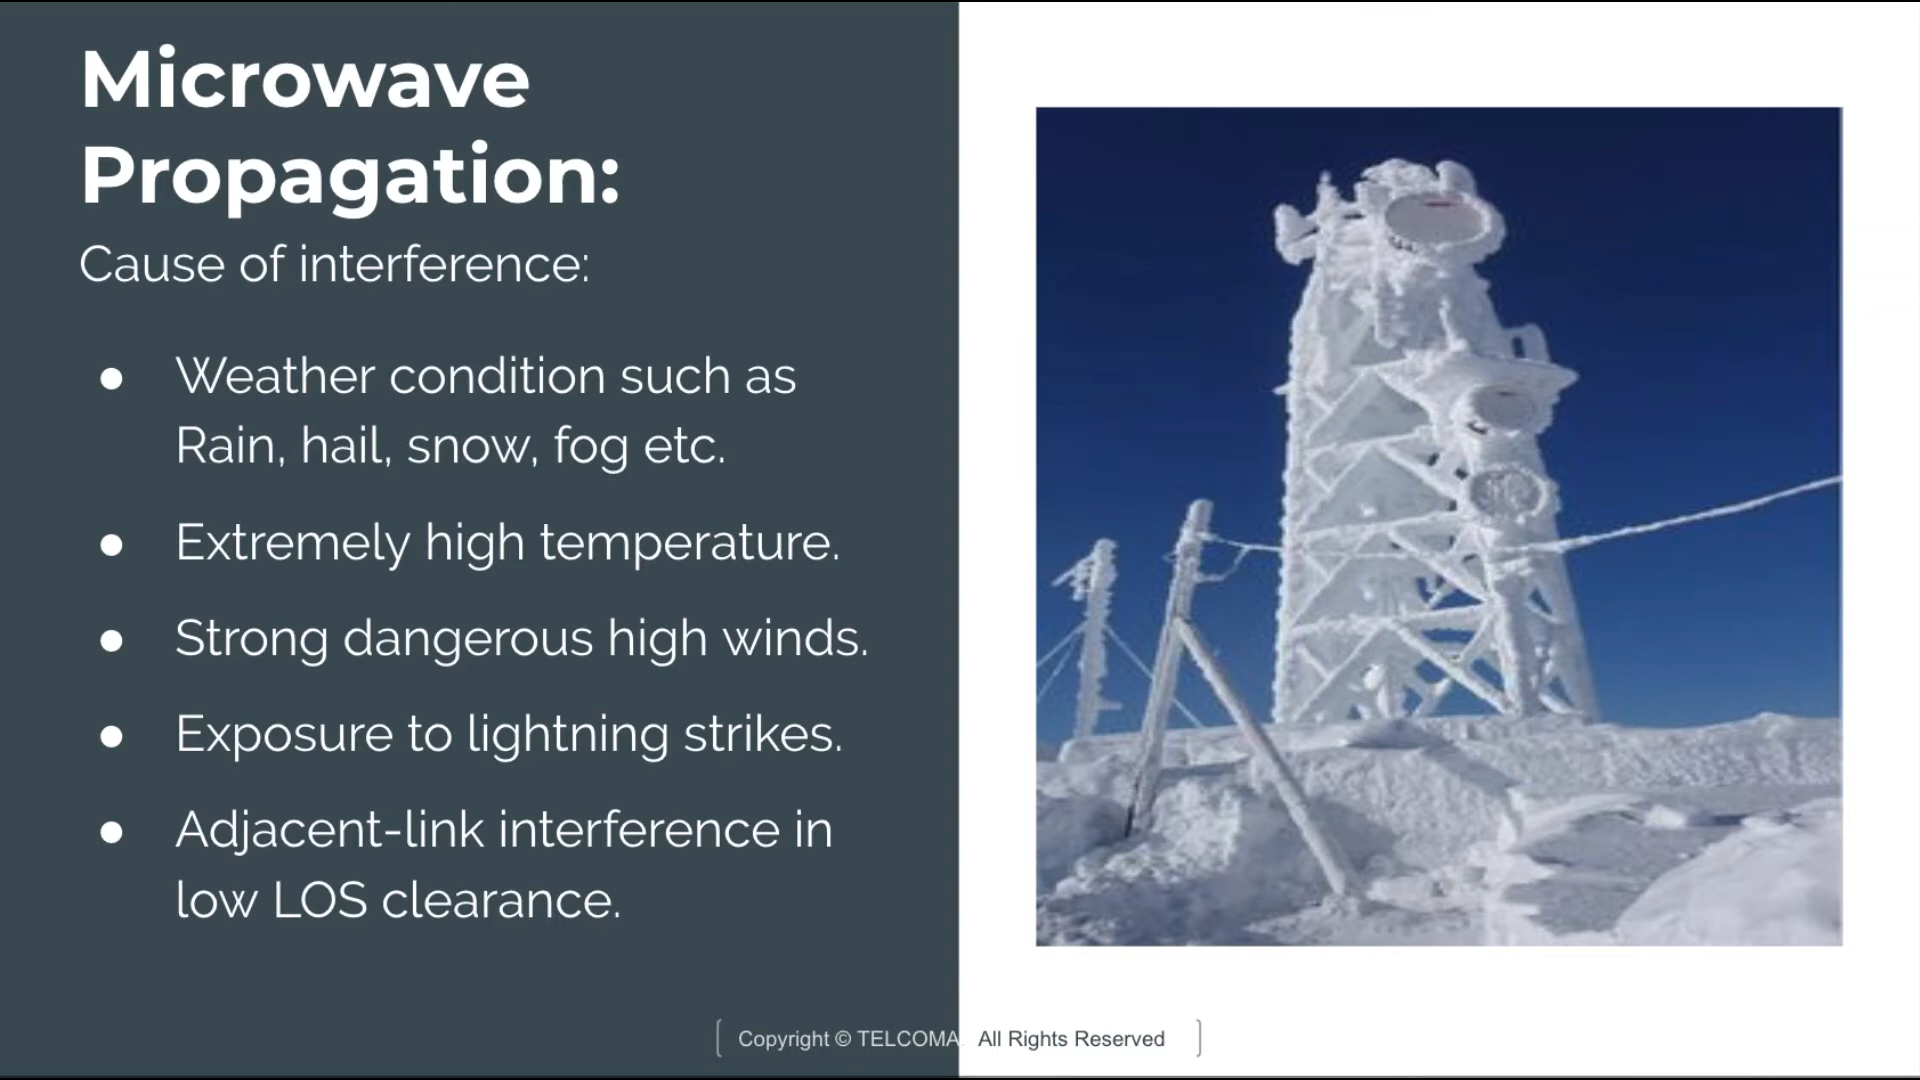 Microwave
Propagation:
Cause of interference:
● Weather condition such as
Rain, hail, snow, fog etc.
● Extremely high temperature.
● Strong dangerous high winds.
● Exposure to lightning strikes.
● Adjacent-link interference in
low LOS clearance.
Copyright © TELCOMA. All Rights Reserved